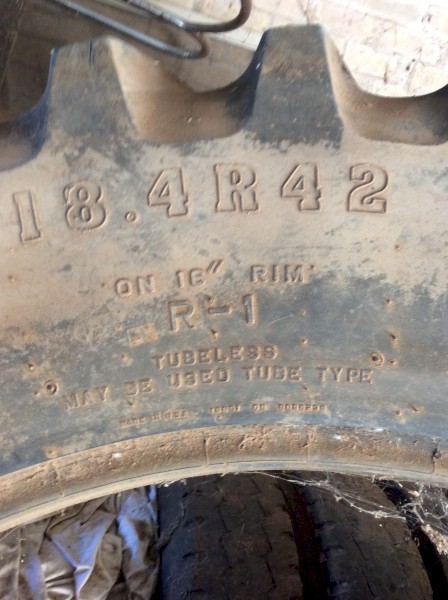 18.4R42
ON 16" RIM
R-1
TUBELESS
MAY BE USED TUBE TYPE